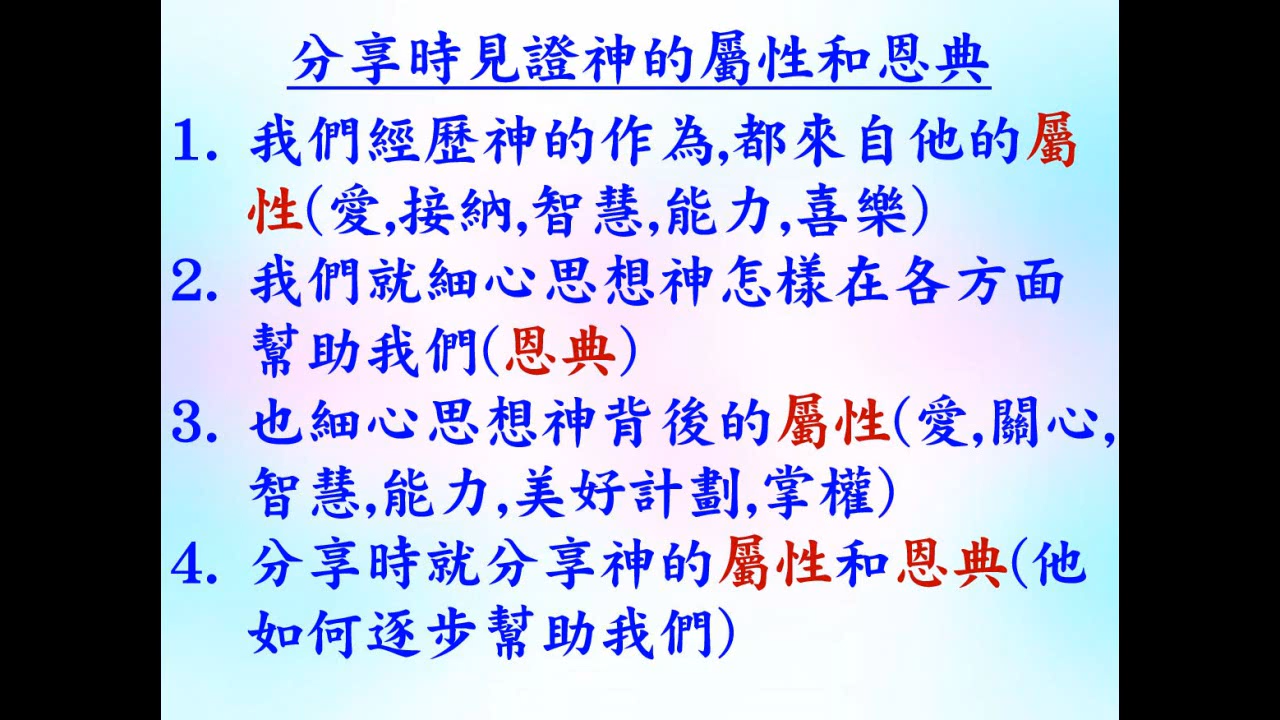 分享時見證神的屬性和恩典
1. 我們經歷神的作為,都來自他的屬
性(愛,接納,智慧,能力,喜樂)
2. 我們就細心思想神怎樣在各方面
幫助我們(恩典)
3. 也細心思想神背後的屬性(愛,關心,
智慧,能力,美好計劃,掌權)
4. 分享時就分享神的屬性和恩典(他
如何逐步幫助我們)